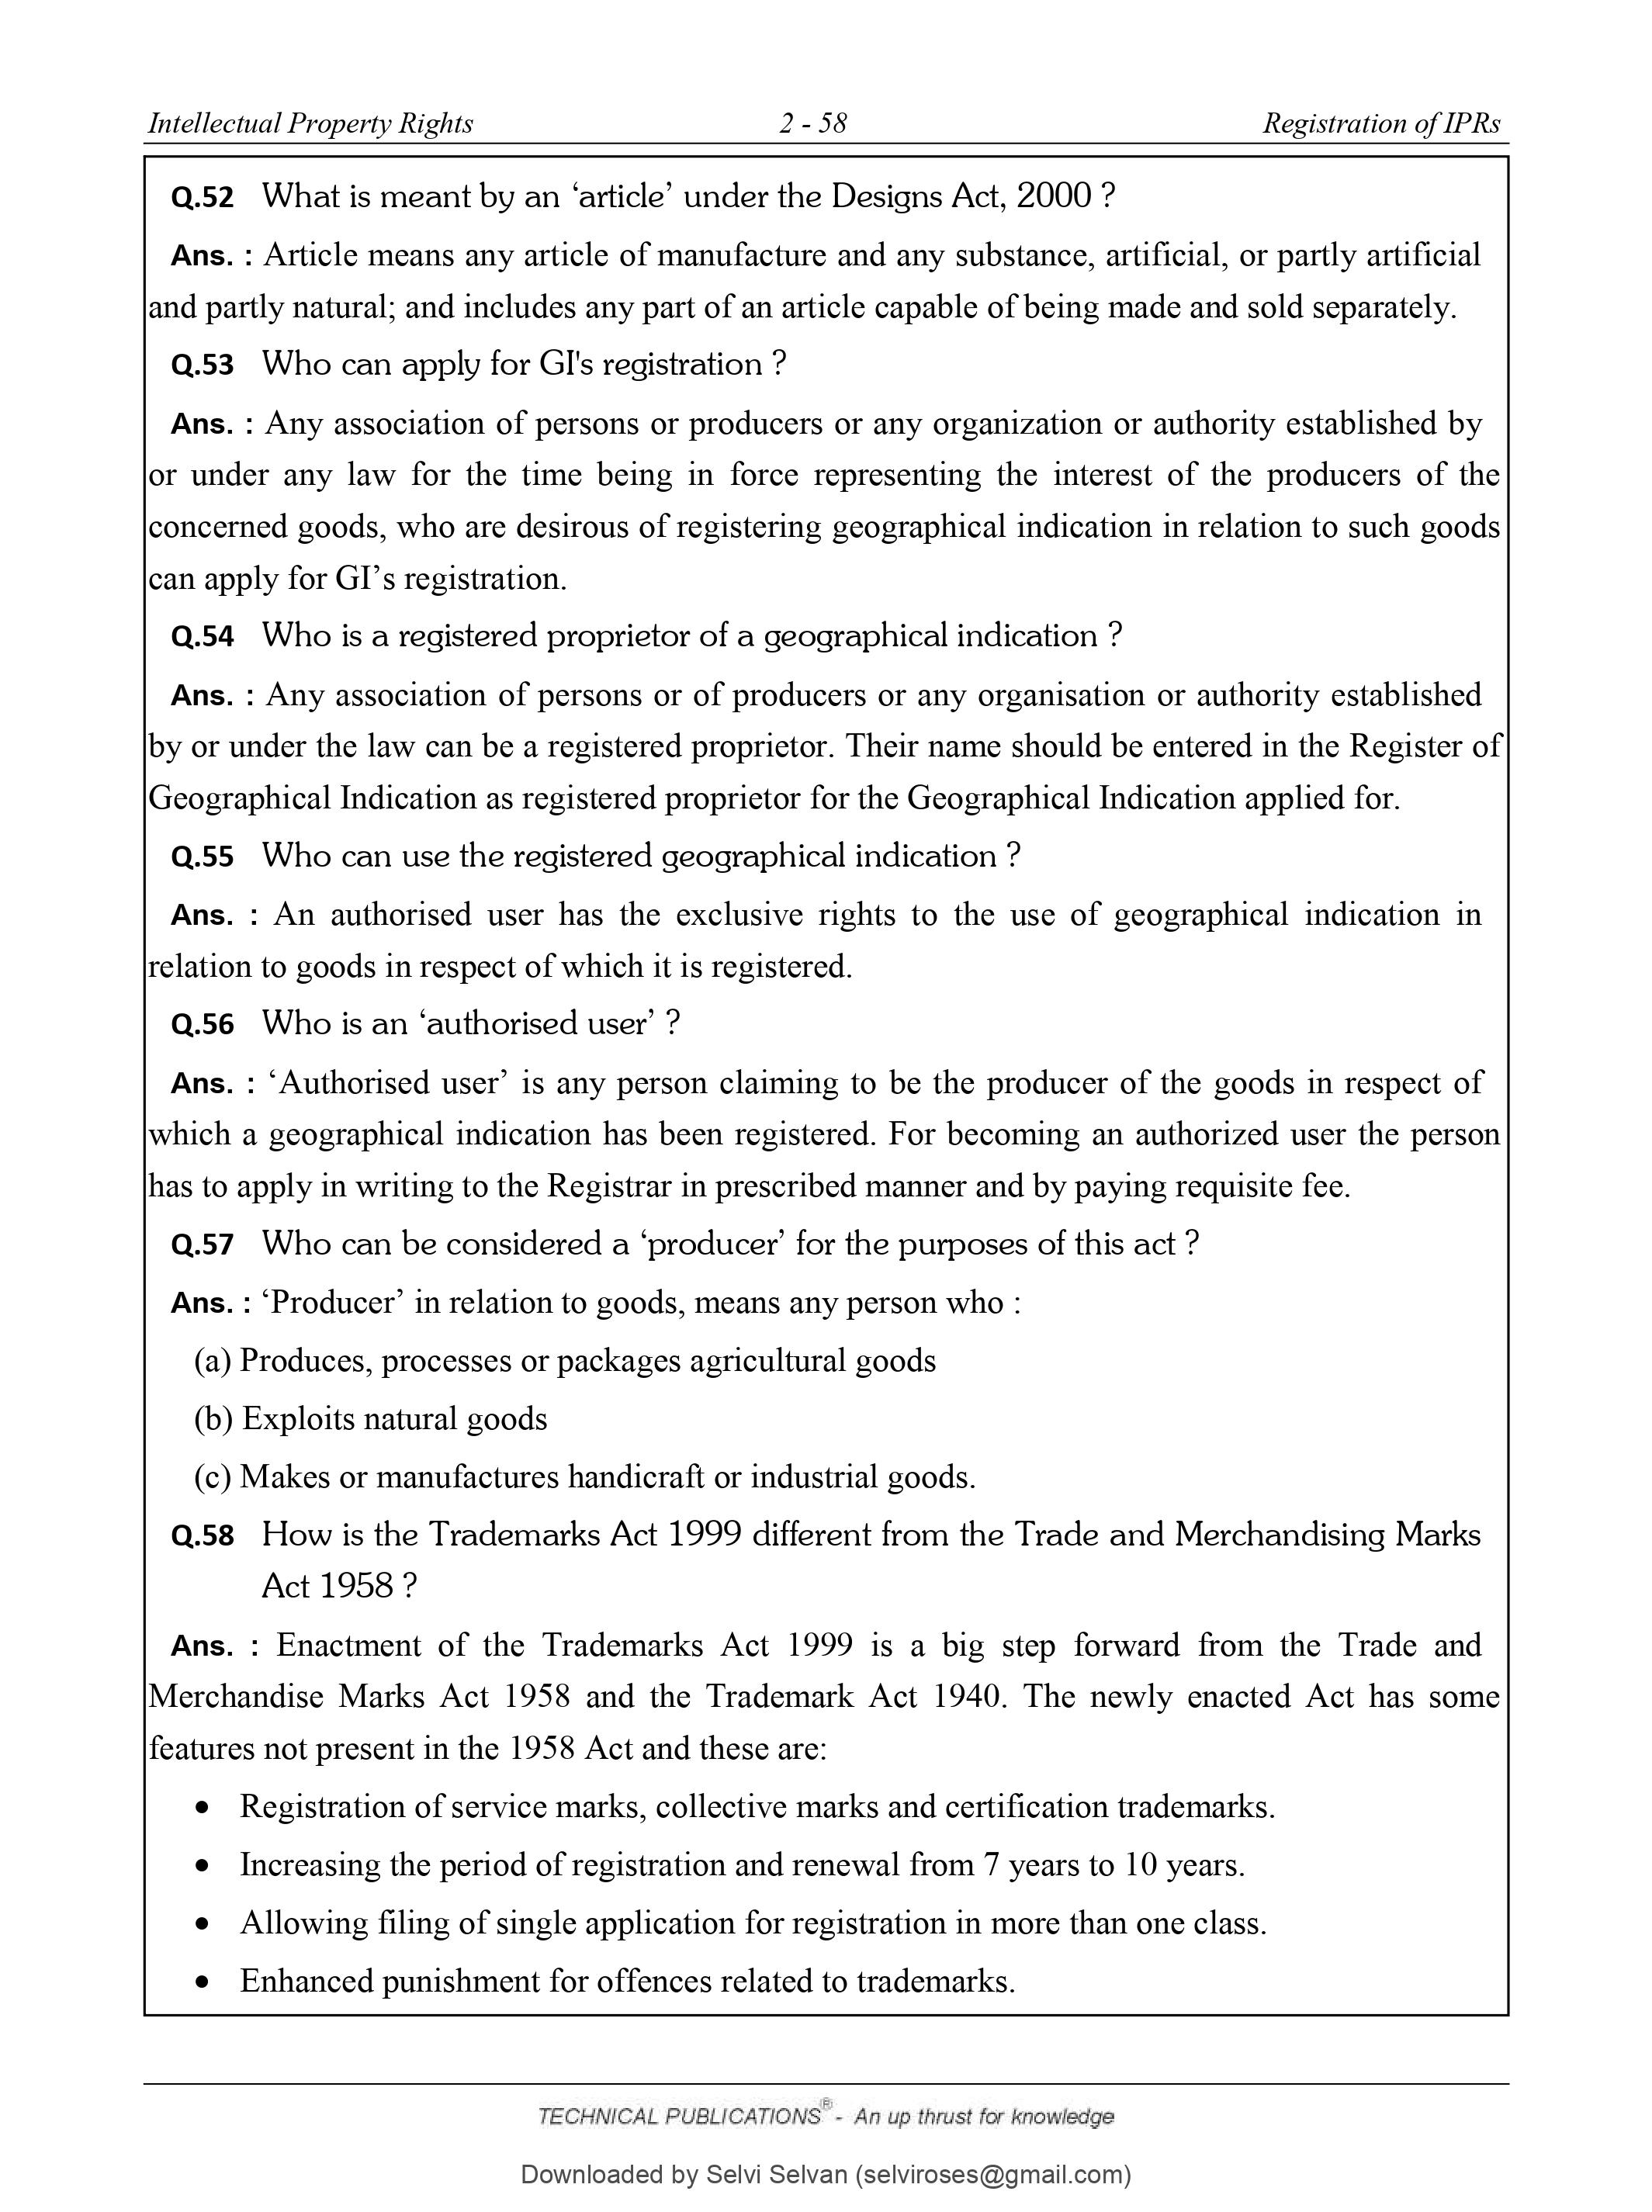 Intellectual Property Rights 2 - 58 Registration of IPRs
Q.52 What is meant by an ‘article’ under the Designs Act, 2000 ?
Ans. : Article means any article of manufacture and any substance, artificial, or partly artificial
and partly natural; and includes any part of an article capable of being made and sold separately.
Q.53 Who can apply for GI's registration ?
Ans. : Any association of persons or producers or any organization or authority established by
or under any law for the time being in force representing the interest of the producers of the
concerned goods, who are desirous of registering geographical indication in relation to such goods
can apply for GI’s registration.
Q.54 Who is a registered proprietor of a geographical indication ?
Ans. : Any association of persons or of producers or any organisation or authority established
by or under the law can be a registered proprietor. Their name should be entered in the Register of
Geographical Indication as registered proprietor for the Geographical Indication applied for.
Q.55 Who can use the registered geographical indication ?
Ans. : An authorised user has the exclusive rights to the use of geographical indication in
relation to goods in respect of which it is registered.
Q.56 Who is an ‘authorised user’ ?
Ans. : ‘Authorised user’ is any person claiming to be the producer of the goods in respect of
which a geographical indication has been registered. For becoming an authorized user the person
has to apply in writing to the Registrar in prescribed manner and by paying requisite fee.
Q.57 Who can be considered a ‘producer’ for the purposes of this act ?
Ans. : ‘Producer’ in relation to goods, means any person who :
(a) Produces, processes or packages agricultural goods
(b) Exploits natural goods
(c) Makes or manufactures handicraft or industrial goods.
Q.58 How is the Trademarks Act 1999 different from the Trade and Merchandising Marks
Act 1958 ?
Ans. : Enactment of the Trademarks Act 1999 is a big step forward from the Trade and
Merchandise Marks Act 1958 and the Trademark Act 1940. The newly enacted Act has some
features not present in the 1958 Act and these are:
• Registration of service marks, collective marks and certification trademarks.
• Increasing the period of registration and renewal from 7 years to 10 years.
• Allowing filing of single application for registration in more than one class.
• Enhanced punishment for offences related to trademarks.
TECHNICAL PUBLICATIONS® - An up thrust for knowledge
Downloaded by Selvi Selvan (selviroses@gmail.com)